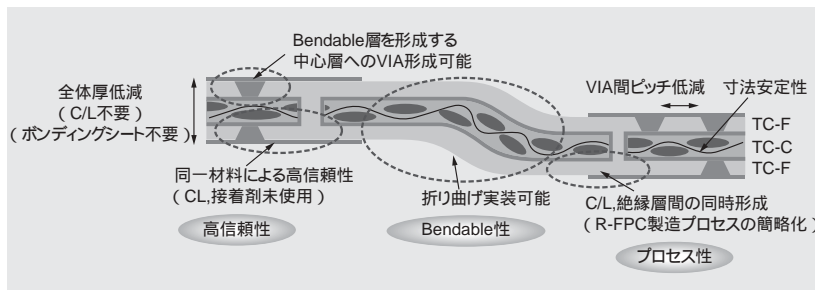 Bendable層を形成する
中心層へのVIA形成可能
全体厚低減
(C/L不要)
(ボンディングシート不要)
同一材料による高信頼性
(CL,接着剤未使用)
高信頼性
折り曲げ実装可能
Bendable性
VIA間ピッチ低減
寸法安定性
TC-F
TC-C
TC-F
C/L,絶縁層間の同時形成
(R-FPC製造プロセスの簡略化)
プロセス性